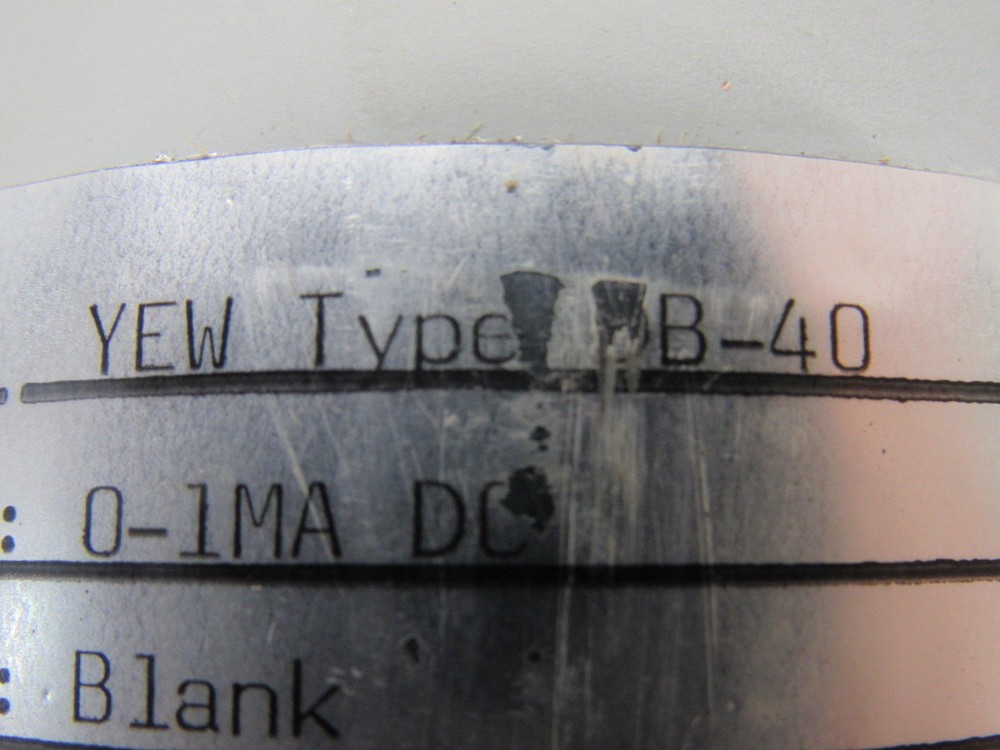 YEW Type
: 0-1MA DC
: Blank